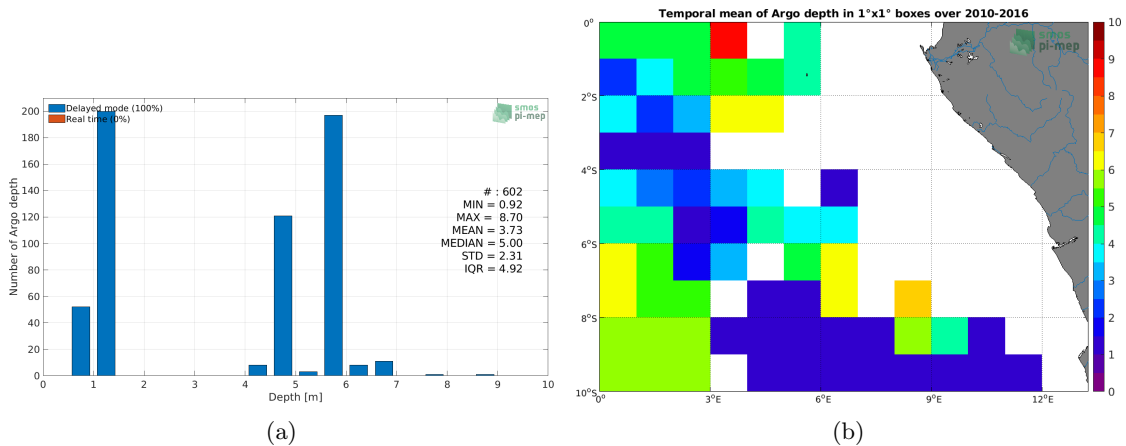 Delayed mode (100%)
Real time (0%)
smos
pi-mep
Number of Argo depth
200
180
160
140
120
100
80
60
40
20
0
# : 602
MIN = 0.92
MAX = 8.70
MEAN = 3.73
MEDIAN = 5.00
STD = 2.31
IQR = 4.92
0 1 2 3 4 5 6 7 8 9 10
Depth [m]
(a)
Temporal mean of Argo depth in 1°x1° boxes over 2010-2016
smos
pi-mep
0°
2°S
4°S
6°S
8°S
10°S
0° 3°E 6°E 9°E 12°E
10
9
8
7
6
5
4
3
2
1
0
(b)